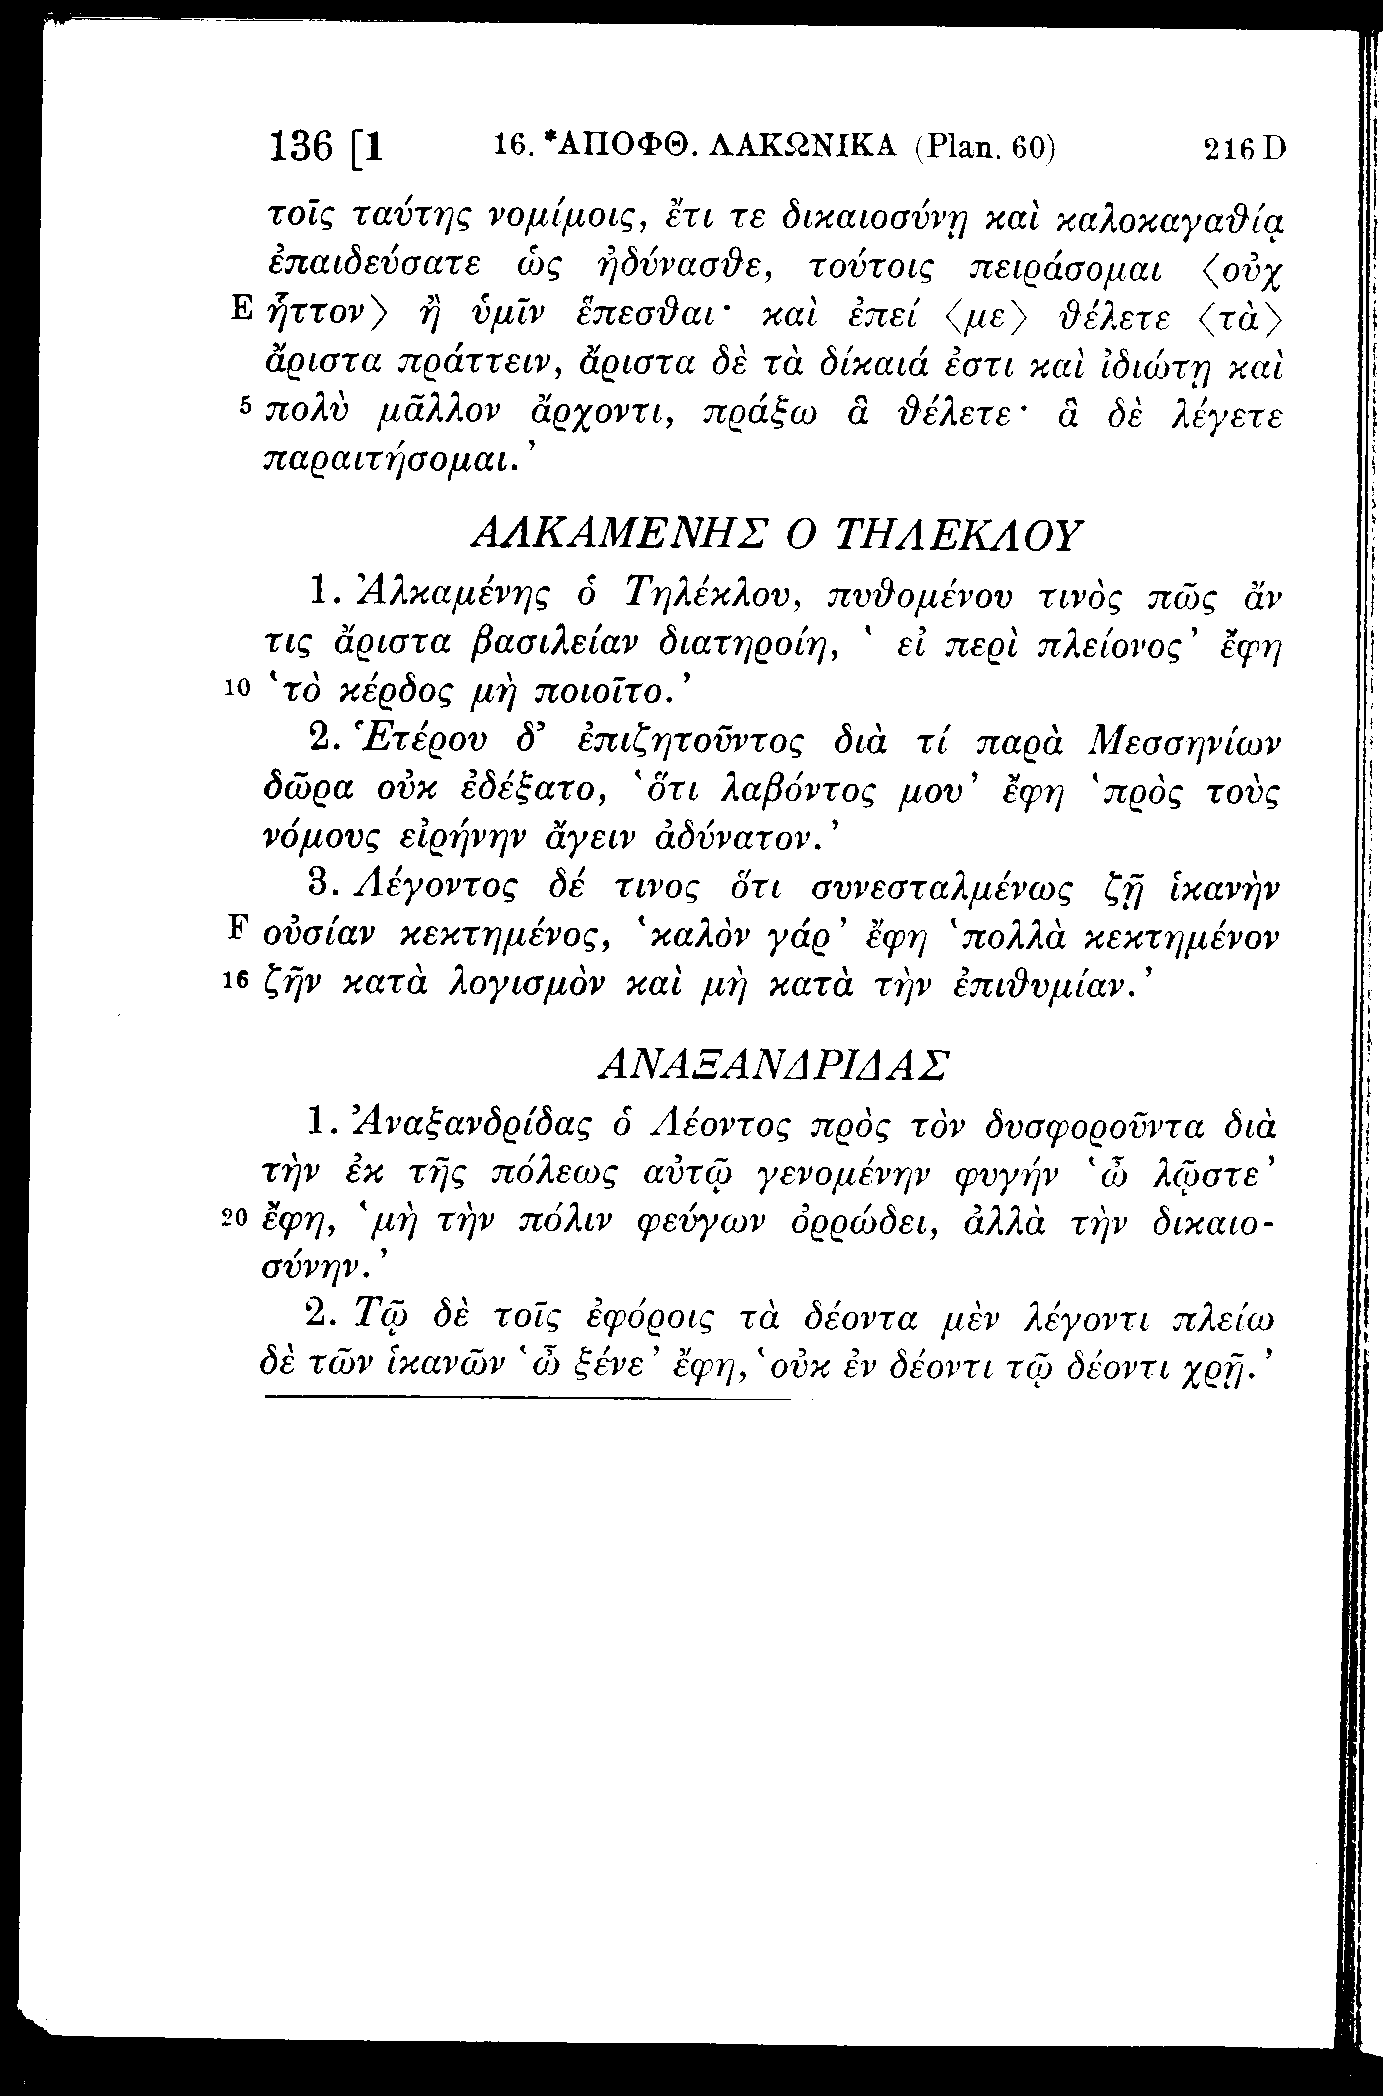 136 [1 16. *ΑΠΟΦΘ. ΛΑΚΩΝΙΚΑ (Plan. 60) 216 D
τοῖς ταύτης νομίμοις, ἔτι τε δικαιοσύνῃ καὶ καλοκαγαθίᾳ
ἐπαιδεύσατε ὡς ἠδύνασθε, τούτοις πειράσομαι 〈οὐχ
E ἧττον〉 ἢ ὑμῖν ἕπεσθαι· καὶ ἐπεί 〈με〉 θέλετε 〈τὰ〉
ἄριστα πράττειν, ἄριστα δὲ τὰ δίκαιά ἐστι καὶ ἰδιώτῃ καὶ
5 πολὺ μᾶλλον ἄρχοντι, πράξω ἃ θέλετε· ἃ δὲ λέγετε
παραιτήσομαι.’
ΑΛΚΑΜΕΝΗΣ Ο ΤΗΛΕΚΛΟΥ
1. Ἀλκαμένης ὁ Τηλέκλου, πυθομένου τινὸς πῶς ἄν
τις ἄριστα βασιλείαν διατηροίη, ‘ εἰ περὶ πλείονος’ ἔφη
10 ‘τὸ κέρδος μὴ ποιοῖτο.’
2. Ἑτέρου δ’ ἐπιζητοῦντος διὰ τί παρὰ Μεσσηνίων
δῶρα οὐκ ἐδέξατο, ‘ὅτι λαβόντος μου’ ἔφη ‘πρὸς τοὺς
νόμους εἰρήνην ἄγειν ἀδύνατον.’
3. Λέγοντος δέ τινος ὅτι συνεσταλμένως ζῇ ἱκανὴν
F οὐσίαν κεκτημένος, ‘καλὸν γάρ’ ἔφη ‘πολλὰ κεκτημένον
16 ζῆν κατὰ λογισμὸν καὶ μὴ κατὰ τὴν ἐπιθυμίαν.’
ΑΝΑΞΑΝΔΡΙΔΑΣ
1. Ἀναξανδρίδας ὁ Λέοντος πρὸς τὸν δυσφοροῦντα διὰ
τὴν ἐκ τῆς πόλεως αὐτῷ γενομένην φυγήν ‘ὦ λῷστε’
20 ἔφη, ‘μὴ τὴν πόλιν φεύγων ὀρρώδει, ἀλλὰ τὴν δικαιο-
σύνην.’
2. Τῷ δὲ τοῖς ἐφόροις τὰ δέοντα μὲν λέγοντι πλείω
δὲ τῶν ἱκανῶν ‘ὦ ξένε’ ἔφη, ‘οὐκ ἐν δέοντι τῷ δέοντι χρῇ.’